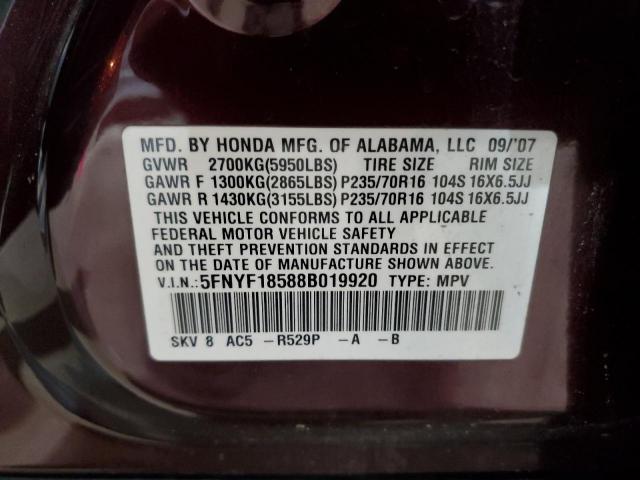 MFD. BY HONDA MFG. OF ALABAMA, LLC 09/'07
GVWR 2700KG(5950LBS) TIRE SIZE RIM SIZE
GAWR F 1300KG(2865LBS) P235/70R16 104S 16X6.5JJ
GAWR R 1430KG(3155LBS) P235/70R16 104S 16X6.5JJ
THIS VEHICLE CONFORMS TO ALL APPLICABLE
FEDERAL MOTOR VEHICLE SAFETY
AND THEFT PREVENTION STANDARDS IN EFFECT
ON THE DATE OF MANUFACTURE SHOWN ABOVE.
V.I.N.: 5FNYF18588B019920 TYPE: MPV
SKV 8 AC5 -R529P -A -B